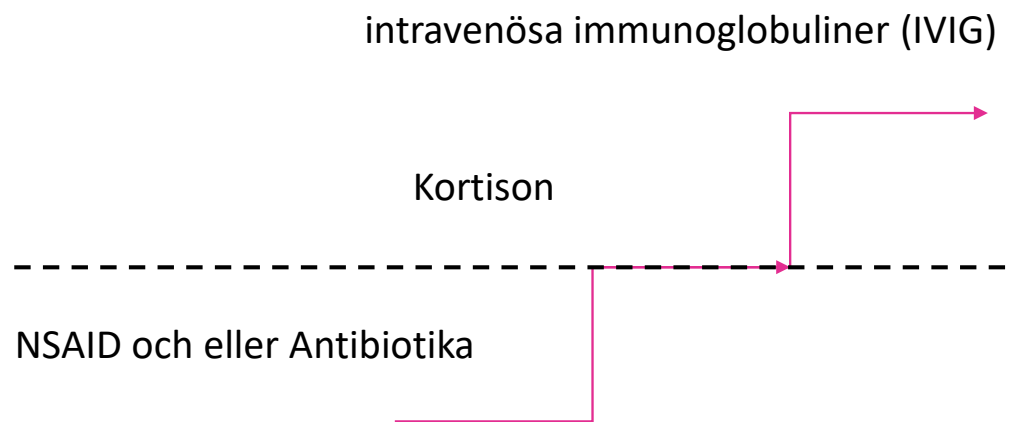 intravenösa immunoglobuliner (IVIG)
Kortison
NSAID och eller Antibiotika